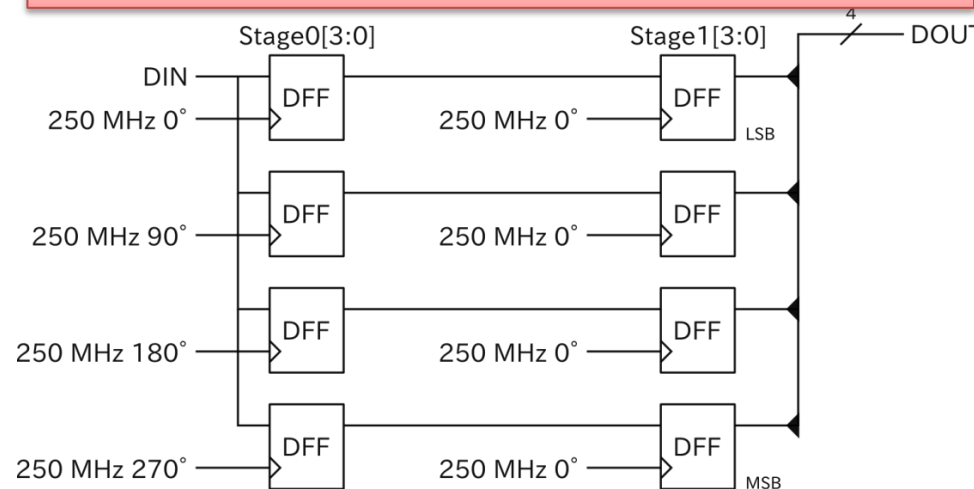 4
Stage0[3:0] Stage1[3:0] DOUT
DIN
DFF DFF
250 MHz 0° 250 MHz 0°
LSB
DFF DFF
250 MHz 90° 250 MHz 0°
DFF DFF
250 MHz 180° 250 MHz 0°
DFF DFF
250 MHz 270° 250 MHz 0°
MSB